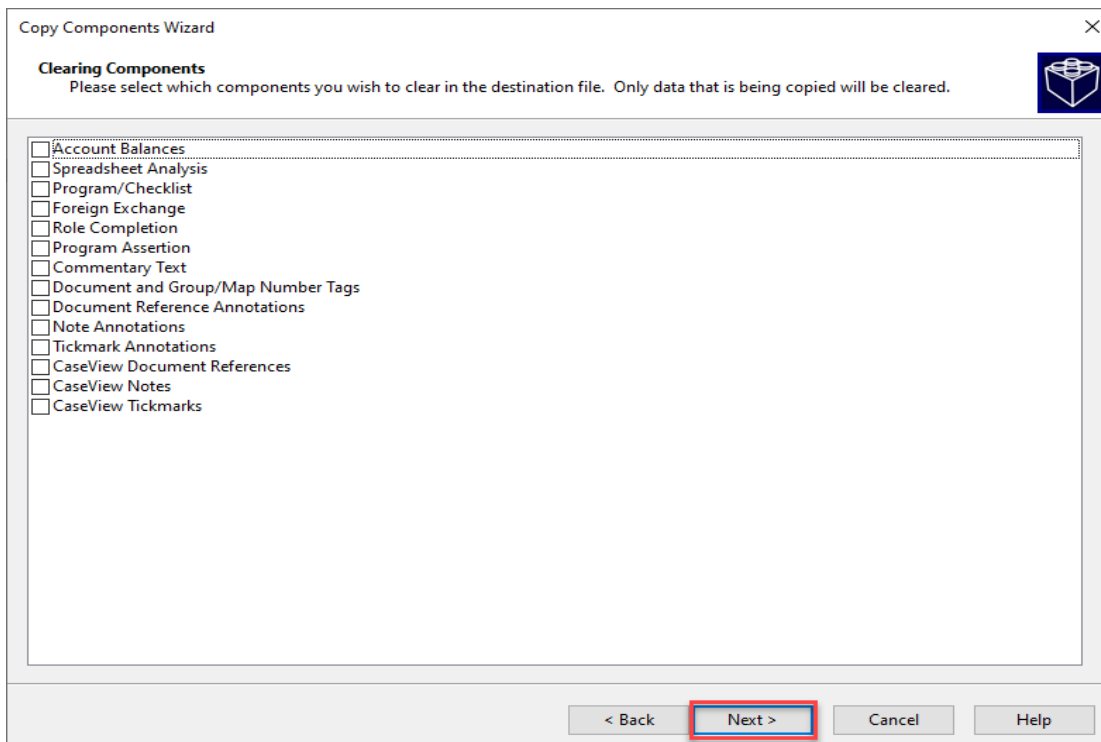 Copy Components Wizard
Clearing Components
Please select which components you wish to clear in the destination file. Only data that is being copied will be cleared.
Account Balances
Spreadsheet Analysis
Program/Checklist
Foreign Exchange
Role Completion
Program Assertion
Commentary Text
Document and Group/Map Number Tags
Document Reference Annotations
Note Annotations
Tickmark Annotations
CaseView Document References
CaseView Notes
CaseView Tickmarks
< Back Next > Cancel Help